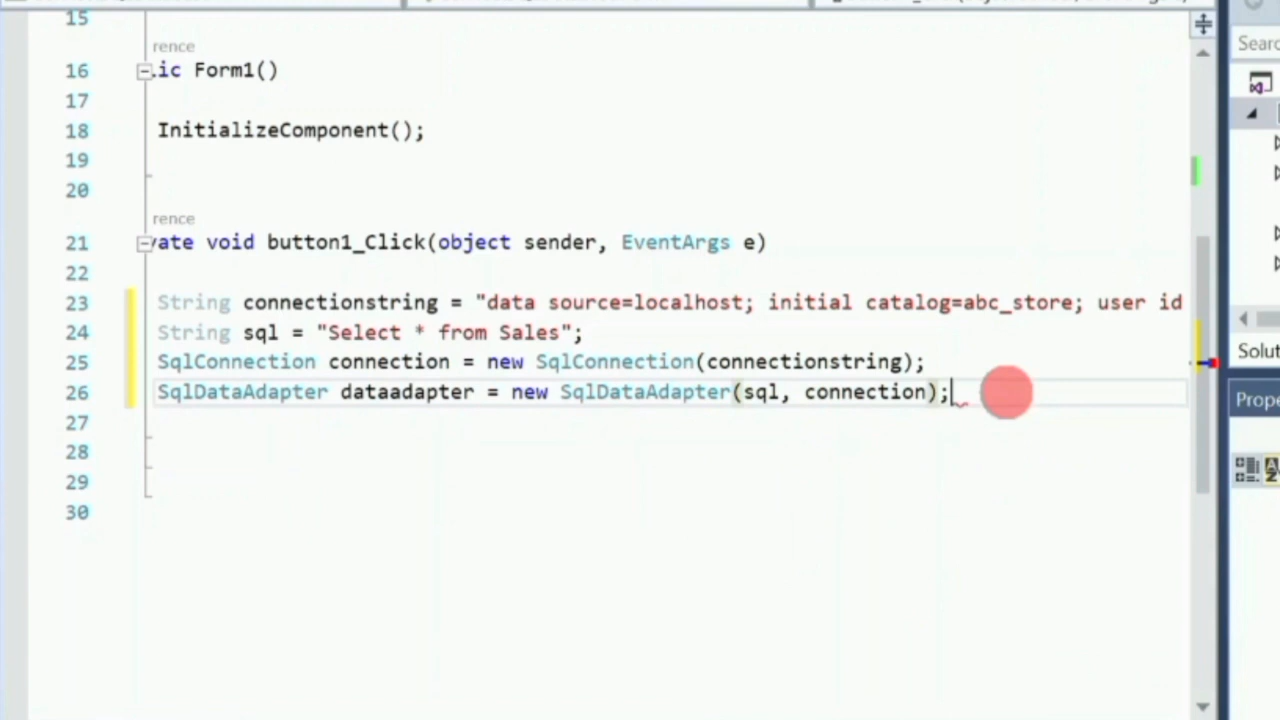 15
rence
16 ic Form1()
17
18 InitializeComponent();
19
20
rence
21 vate void button1_Click(object sender, EventArgs e)
22
23 String connectionstring = "data source=localhost; initial catalog=abc_store; user id
24 String sql = "Select * from Sales";
25 SqlConnection connection = new SqlConnection(connectionstring);
26 SqlDataAdapter dataadapter = new SqlDataAdapter(sql, connection);
27
28
29
30
Searc
Solut
Prope